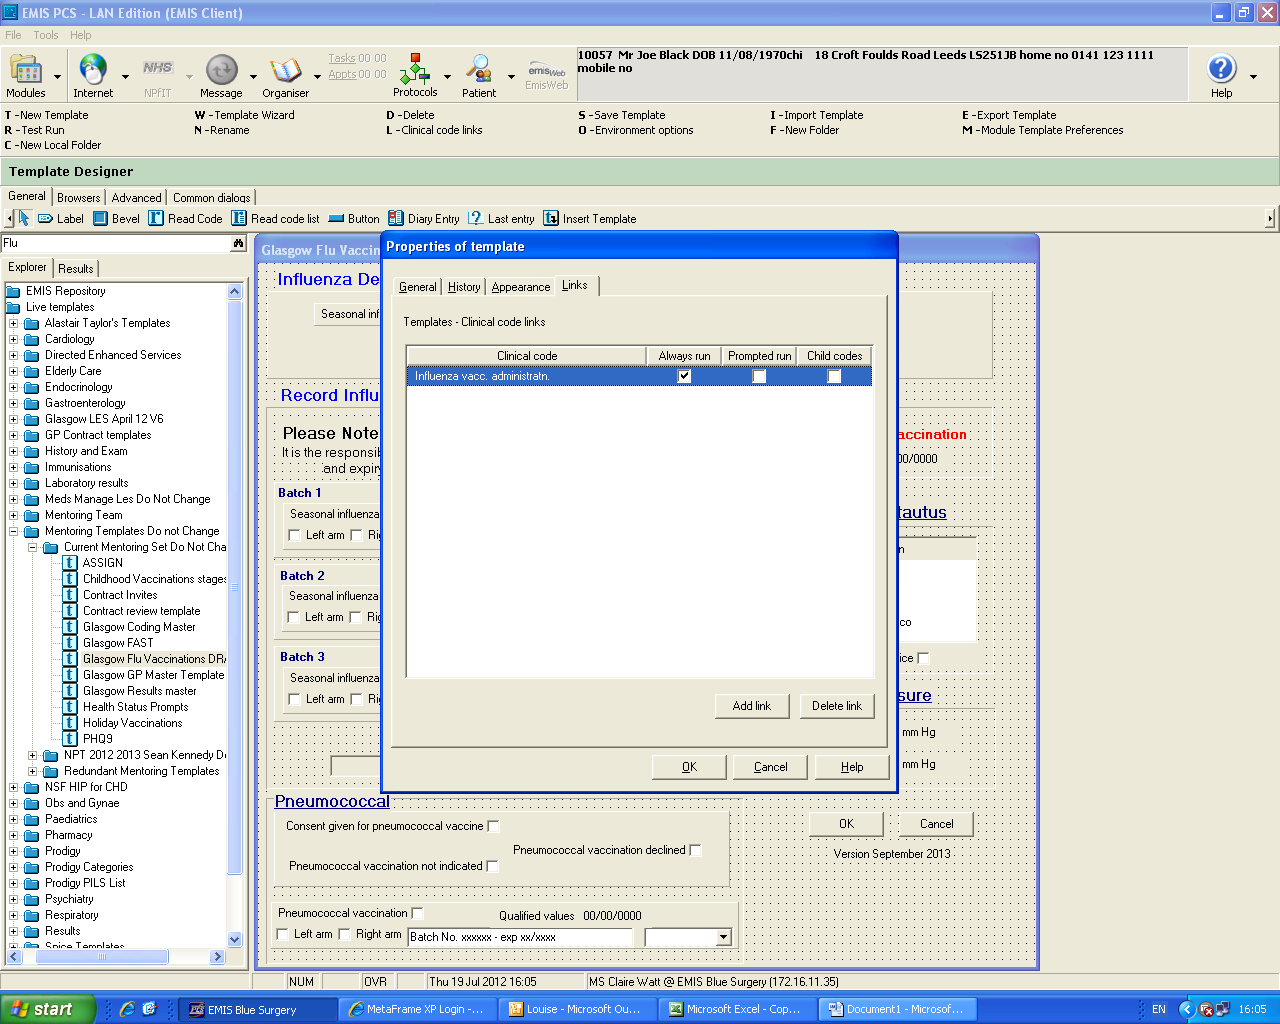 EMIS PCS - LAN Edition (EMIS Client)
File Tools Help
Modules
Internet
NHS
NPfIT
Message
Organiser
Tasks 00 00
Appts 00 00
Protocols
Patient
emisWeb
EmisWeb
10057 Mr Joe Black DOB 11/08/1970chi 18 Croft Foulds Road Leeds LS251JB home no 0141 123 1111
mobile no
Help
T -New Template W -Template Wizard D -Delete S -Save Template I -Import Template E -Export Template
R -Test Run N -Rename L -Clinical code links O -Environment options F -New Folder M -Module Template Preferences
C -New Local Folder
Template Designer
General Browsers Advanced Common dialogs
Label Bevel Read Code Read code list Button Diary Entry Last entry Insert Template
Flu
Explorer Results
EMIS Repository
Live templates
Alastair Taylor's Templates
Cardiology
Directed Enhanced Services
Elderly Care
Endocrinology
Gastroenterology
Glasgow LES April 12 V6
GP Contract templates
History and Exam
Immunisations
Laboratory results
Meds Manage Les Do Not Change
Mentoring Team
Mentoring Templates Do not Change
Current Mentoring Set Do Not Cha
ASSIGN
Childhood Vaccinations stages
Contract Invites
Contract review template
Glasgow Coding Master
Glasgow FAST
Glasgow Flu Vaccinations DRA
Glasgow GP Master Template
Glasgow Results master
Health Status Prompts
Holiday Vaccinations
PHQ9
NPT 2012 2013 Sean Kennedy D
Redundant Mentoring Templates
NSF HIP for CHD
Obs and Gynae
Paediatrics
Pharmacy
Prodigy
Prodigy Categories
Prodigy PILS List
Psychiatry
Respiratory
Results
Spice Templates
Glasgow Flu Vaccin
Influenza De
Seasonal inf
Record Influ
Please Note
It is the responsib
and expiry
Batch 1
Seasonal influenza
Left arm Rig
Batch 2
Seasonal influenza
Left arm Rig
Batch 3
Seasonal influenza
Left arm Rig
Properties of template
General History Appearance Links
Templates - Clinical code links
Clinical code Always run Prompted run Child codes
Influenza vacc. administratn.
Add link Delete link
OK Cancel Help
accination
00/0000
tautus
n
co
ice
sure
mm Hg
mm Hg
Pneumococcal
Consent given for pneumococcal vaccine
Pneumococcal vaccination declined
Pneumococcal vaccination not indicated
Pneumococcal vaccination Qualified values 00/00/0000
Left arm Right arm Batch No. xxxxxx - exp xx/xxxx
OK Cancel
Version September 2013
NUM OVR Thu 19 Jul 2012 16:05 MS Claire Watt @ EMIS Blue Surgery (172.16.11.35)
start
EMIS Blue Surgery
MetaFrame XP Login -...
Louise - Microsoft Ou...
Microsoft Excel - Cop...
Document1 - Microsof...
EN
16:05